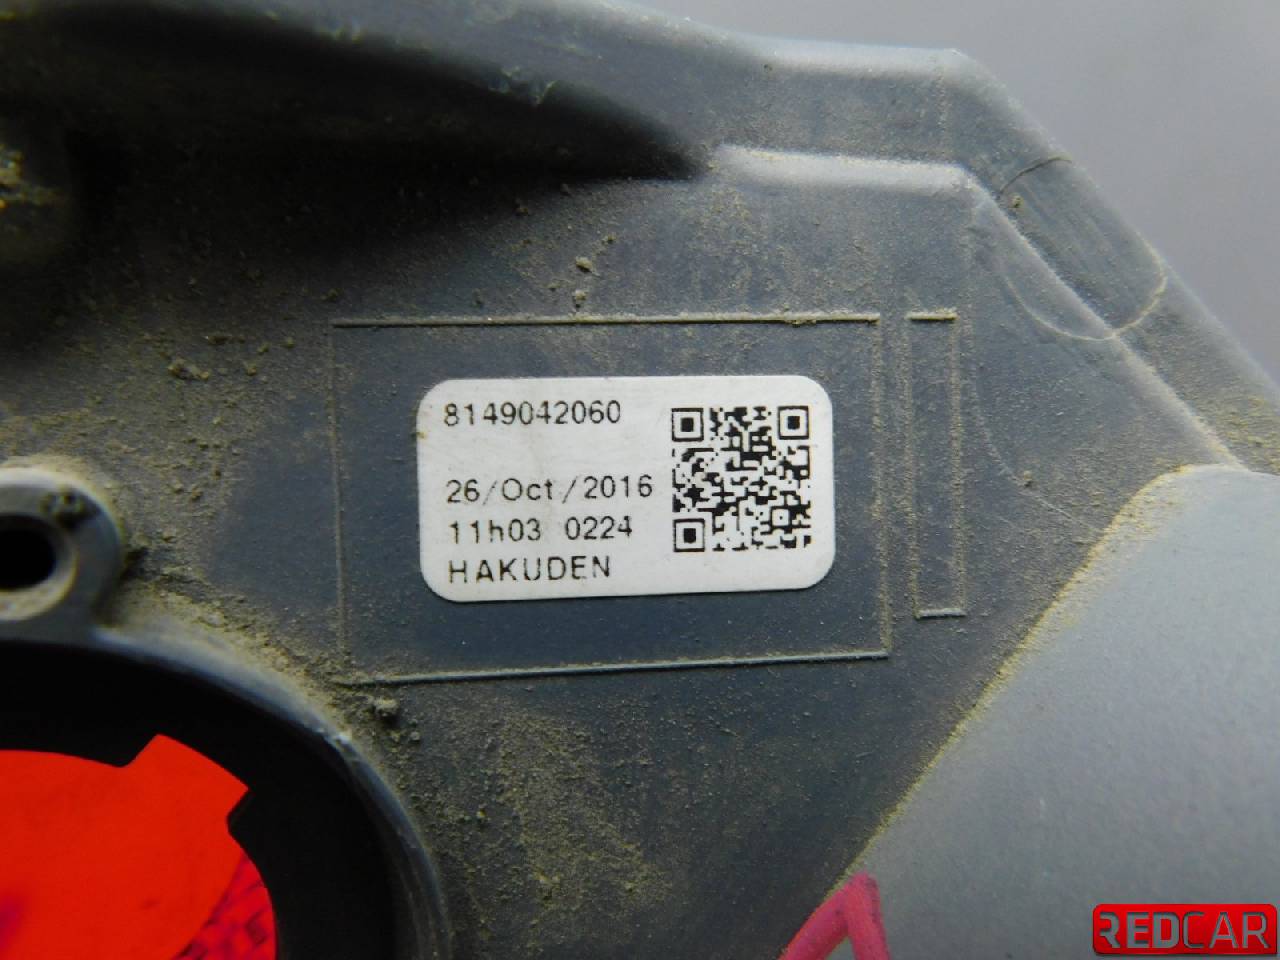 8149042060
26/Oct/2016
11h03 0224
HAKUDEN
REDCAR